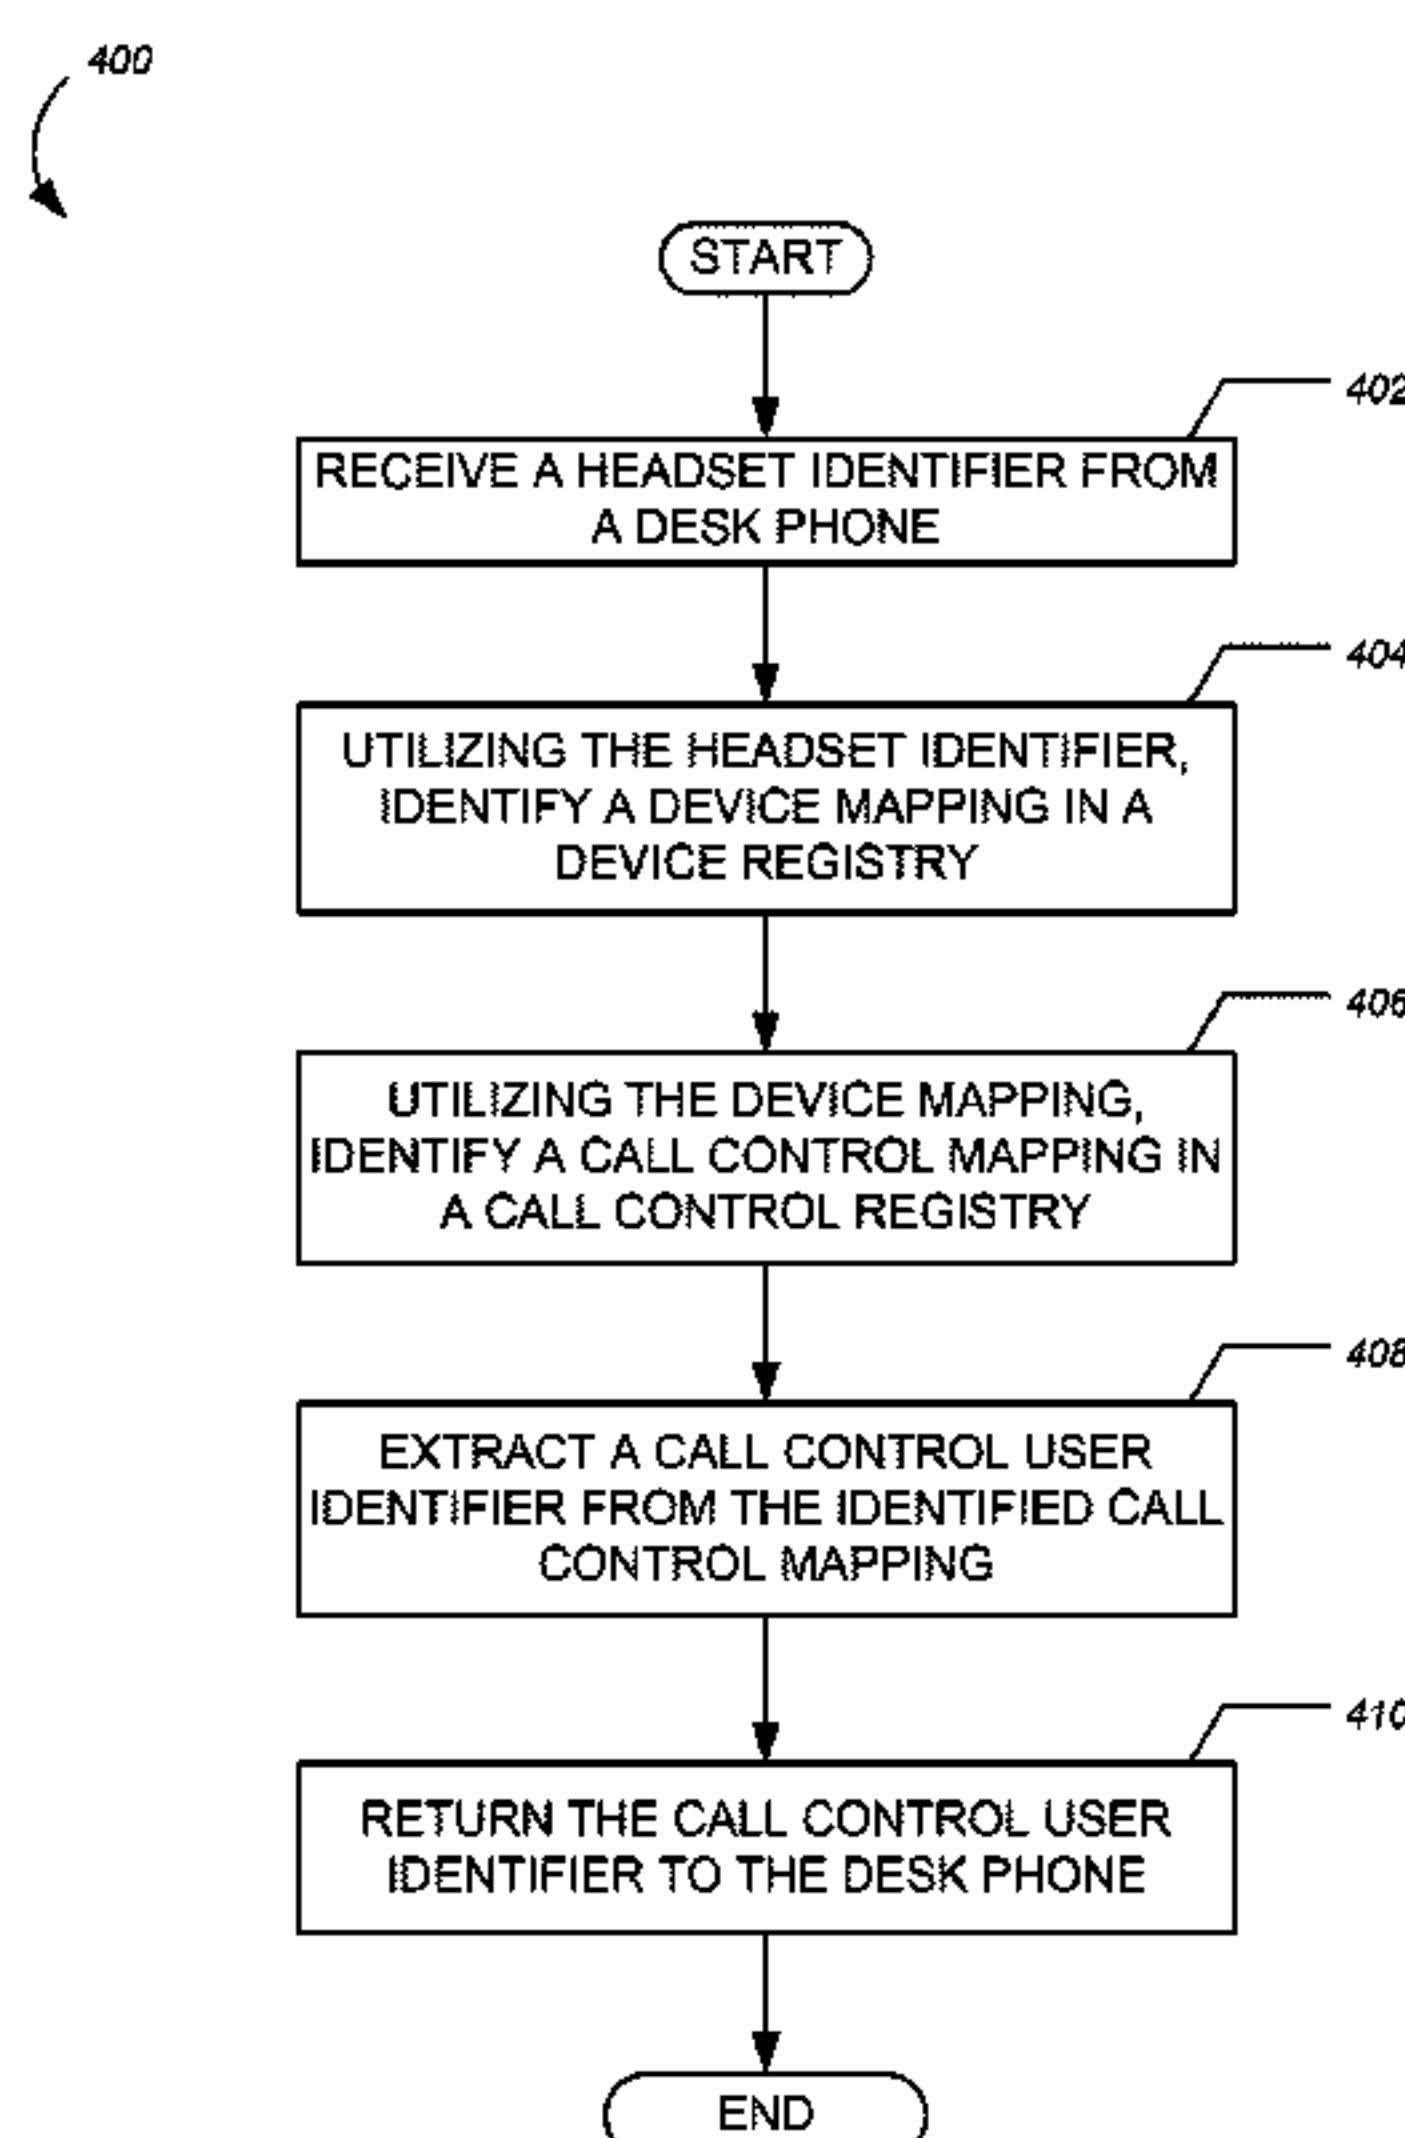 400
START
402
RECEIVE A HEADSET IDENTIFIER FROM
A DESK PHONE
404
UTILIZING THE HEADSET IDENTIFIER,
IDENTIFY A DEVICE MAPPING IN A
DEVICE REGISTRY
406
UTILIZING THE DEVICE MAPPING,
IDENTIFY A CALL CONTROL MAPPING IN
A CALL CONTROL REGISTRY
408
EXTRACT A CALL CONTROL USER
IDENTIFIER FROM THE IDENTIFIED CALL
CONTROL MAPPING
410
RETURN THE CALL CONTROL USER
IDENTIFIER TO THE DESK PHONE
END